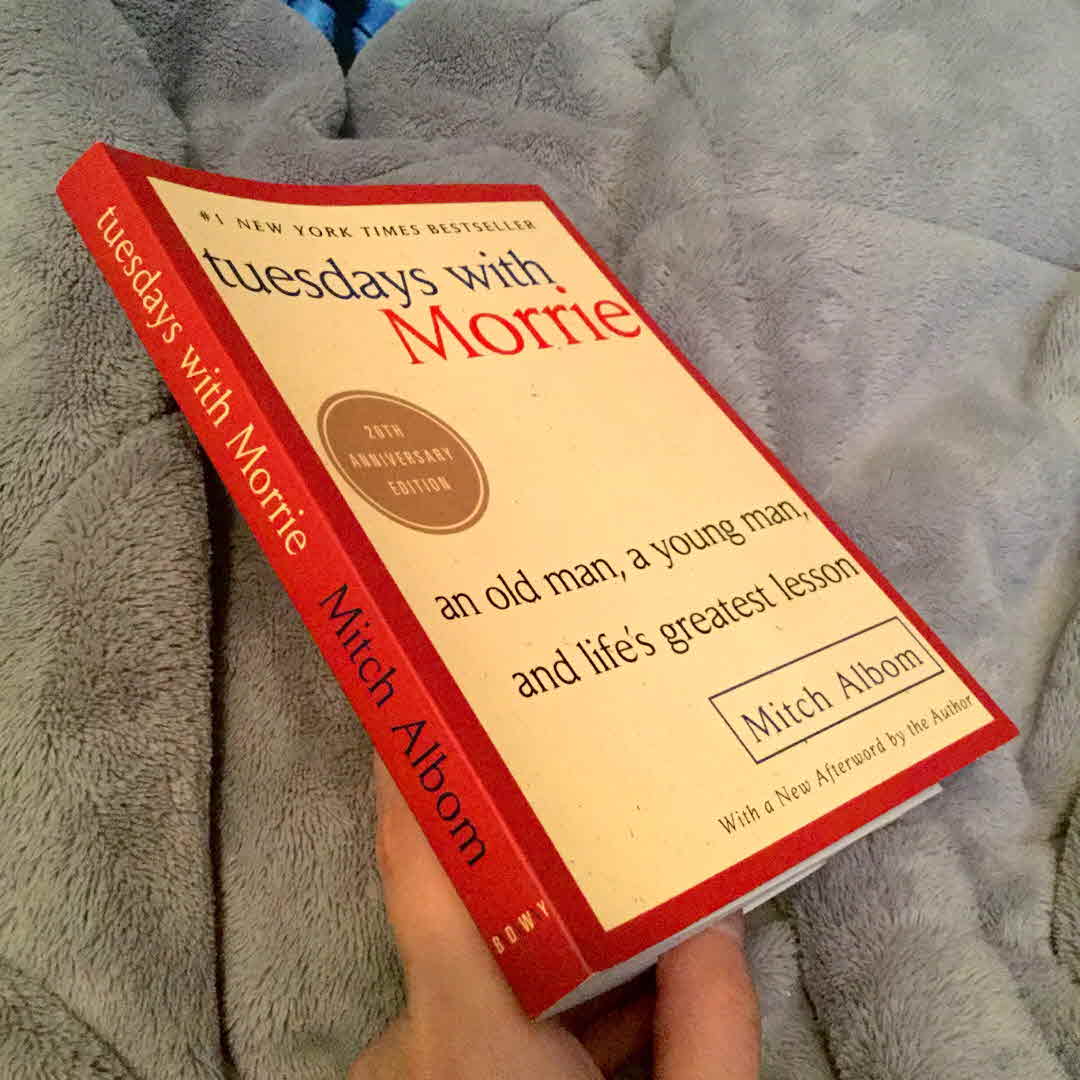 #1 NEW YORK TIMES BESTSELLER
tuesdays with
Morrie
20TH
ANNIVERSARY
EDITION
an old man, a young man,
and life's greatest lesson
Mitch Albom
With a New Afterword by the Author
tuesdays with Morrie Mitch Albom BDWY